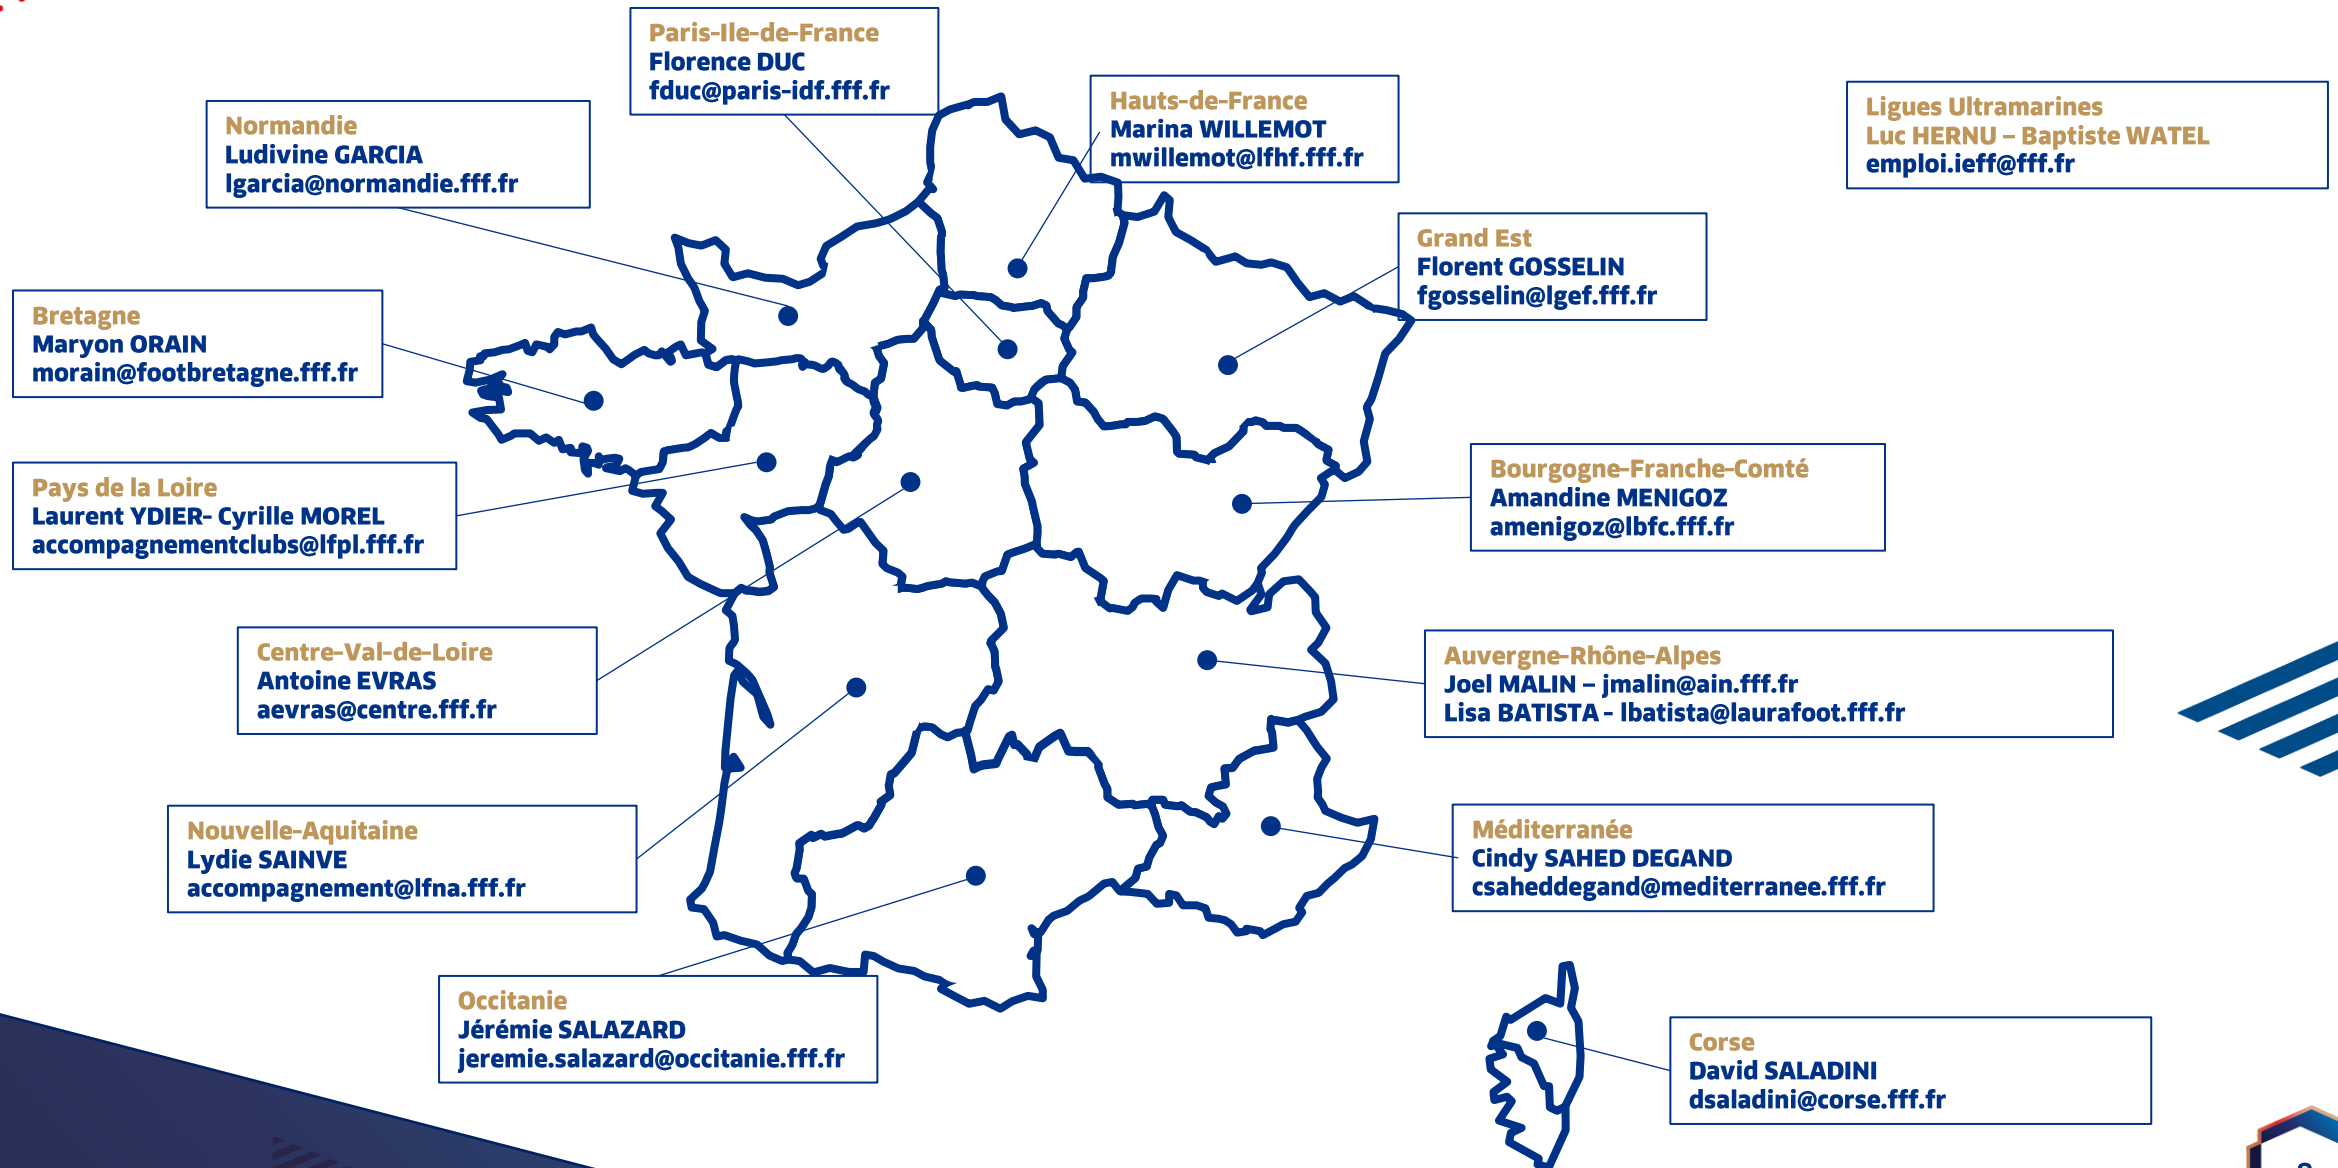 Paris-Ile-de-France
Florence DUC
fduc@paris-idf.fff.fr
Hauts-de-France
Marina WILLEMOT
mwillemot@lfhf.fff.fr
Ligues Ultramarines
Luc HERNU – Baptiste WATEL
emploi.ieff@fff.fr
Normandie
Ludivine GARCIA
lgarcia@normandie.fff.fr
Grand Est
Florent GOSSELIN
fgosselin@lgef.fff.fr
Bretagne
Maryon ORAIN
morain@footbretagne.fff.fr
Pays de la Loire
Laurent YDIER- Cyrille MOREL
accompagnementclubs@lfpl.fff.fr
Bourgogne-Franche-Comté
Amandine MENIGOZ
amenigoz@lbfc.fff.fr
Centre-Val-de-Loire
Antoine EVRAS
aevras@centre.fff.fr
Auvergne-Rhône-Alpes
Joel MALIN – jmalin@ain.fff.fr
Lisa BATISTA - lbatista@laurafoot.fff.fr
Nouvelle-Aquitaine
Lydie SAINVE
accompagnement@lfna.fff.fr
Méditerranée
Cindy SAHED DEGAND
csaheddegand@mediterranee.fff.fr
Occitanie
Jérémie SALAZARD
jeremie.salazard@occitanie.fff.fr
Corse
David SALADINI
dsaladini@corse.fff.fr